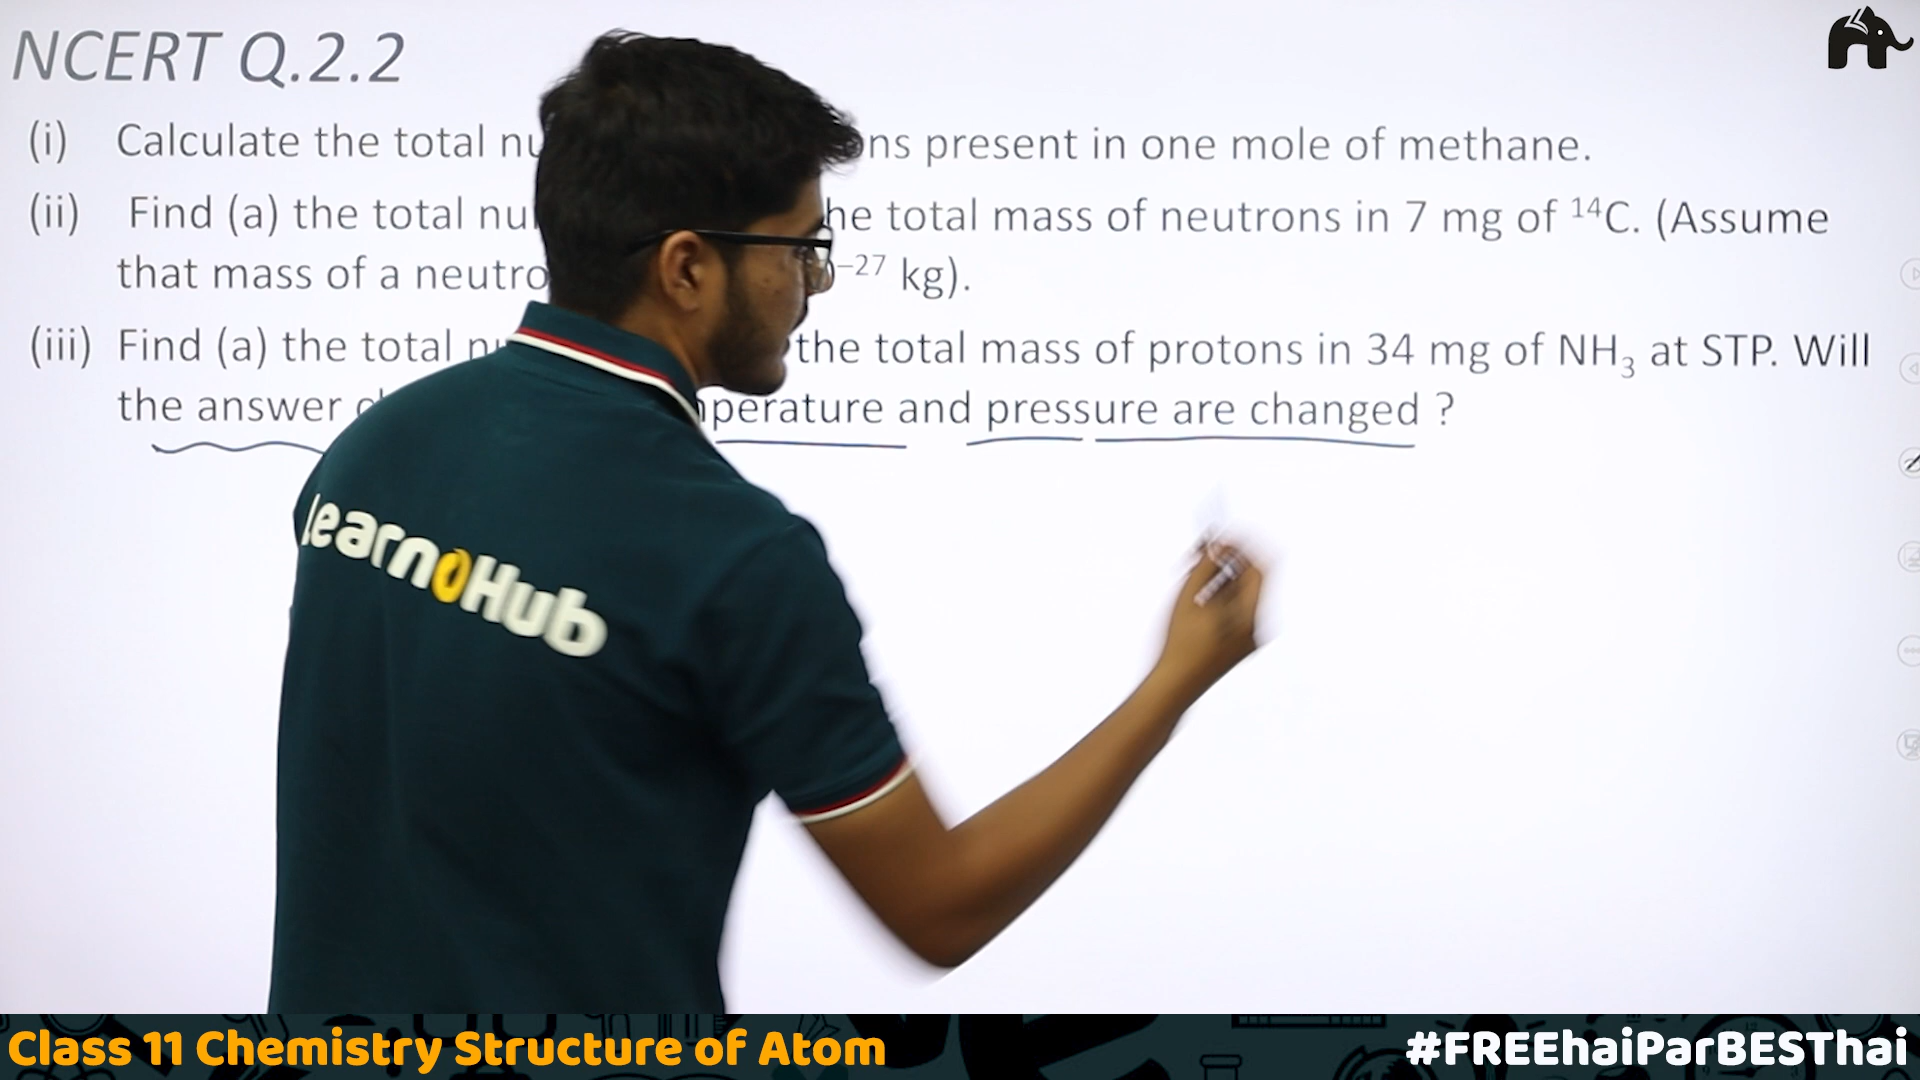 NCERT Q.2.2
(i) Calculate the total ns present in one mole of methane.
(ii) Find (a) the total he total mass of neutrons in 7 mg of ¹⁴C. (Assume
that mass of a neutro ⁻²⁷ kg).
(iii) Find (a) the total the total mass of protons in 34 mg of NH₃ at STP. Will
the answer perature and pressure are changed ?
LearnoHub
Class 11 Chemistry Structure of Atom
#FREEhaiParBESThai